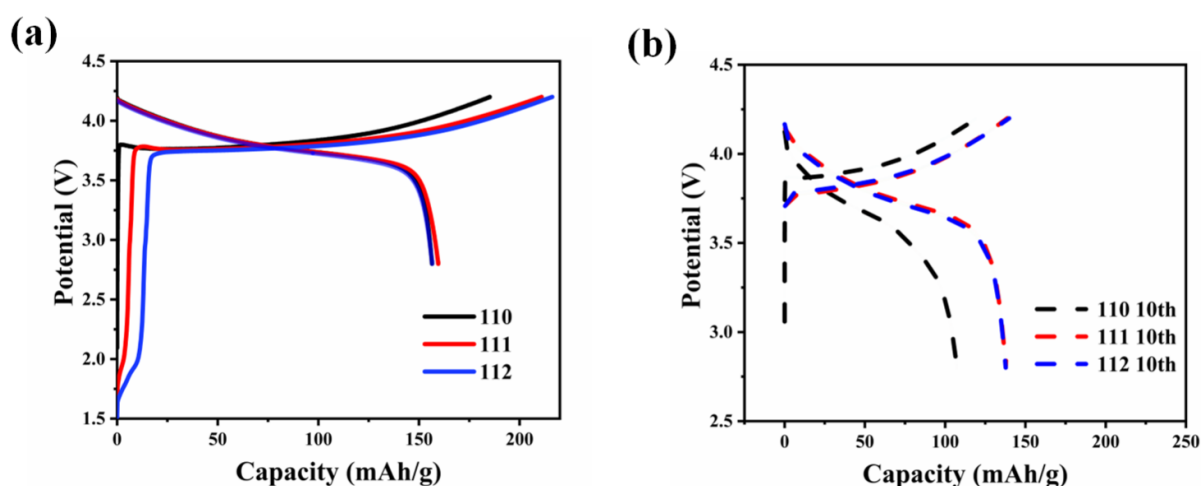 (a)
4.5
4.0
3.5
3.0
2.5
2.0
1.5
Potential (V)
0 50 100 150 200
Capacity (mAh/g)
110
111
112
(b)
4.5
4.0
3.5
3.0
2.5
Potential (V)
0 50 100 150 200 250
Capacity (mAh/g)
110 10th
111 10th
112 10th